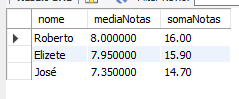 nome mediaNotas somaNotas
Roberto 8.000000 16.00
Elizete 7.950000 15.90
José 7.350000 14.70